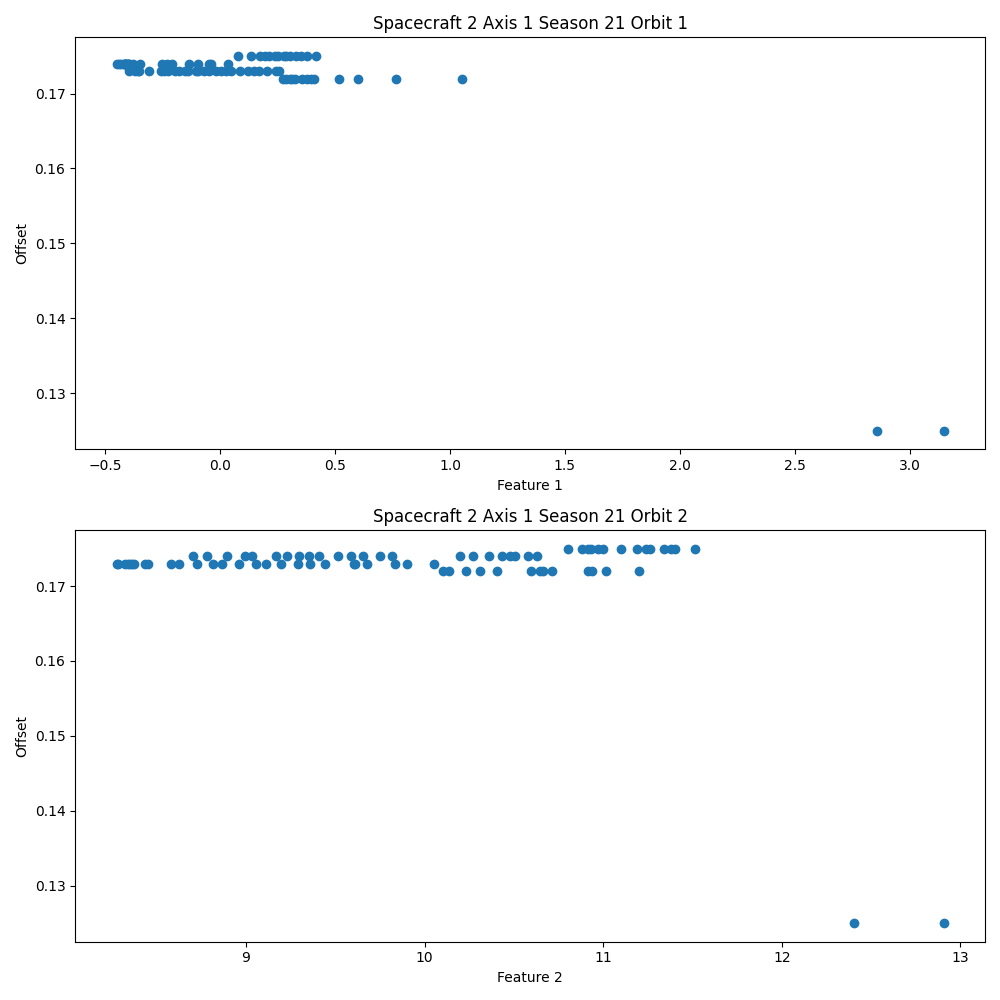 Spacecraft 2 Axis 1 Season 21 Orbit 1
0.17
0.16
0.15
0.14
0.13
Offset
−0.5 0.0 0.5 1.0 1.5 2.0 2.5 3.0
Feature 1
Spacecraft 2 Axis 1 Season 21 Orbit 2
0.17
0.16
0.15
0.14
0.13
Offset
9 10 11 12 13
Feature 2